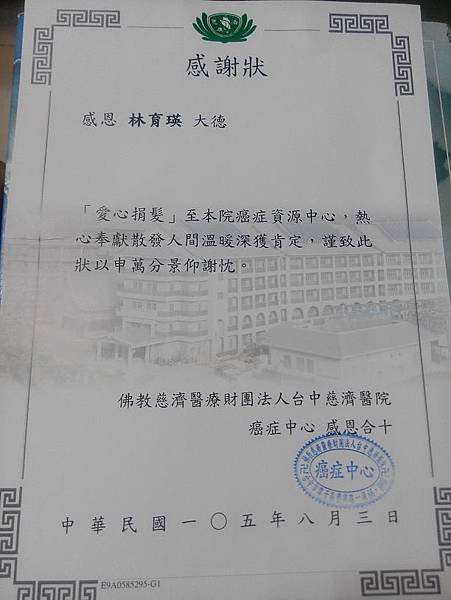 感謝狀
感恩 林育瑛 大德
「愛心捐髮」至本院癌症資源中心，熱
心奉獻散發人間溫暖深獲肯定，謹致此
狀以申萬分景仰謝忱。
佛教慈濟醫療財團法人台中慈濟醫院
癌症中心 感恩合十
癌症中心
中華民國一〇五年八月三日
E9A0585295-G1